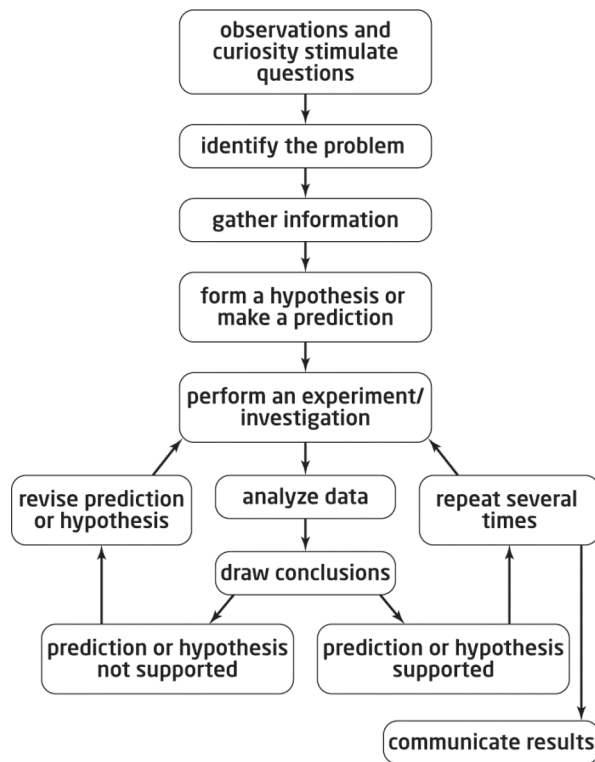 observations and
curiosity stimulate
questions
identify the problem
gather information
form a hypothesis or
make a prediction
perform an experiment/
investigation
revise prediction
or hypothesis
analyze data
repeat several
times
draw conclusions
prediction or hypothesis
not supported
prediction or hypothesis
supported
communicate results